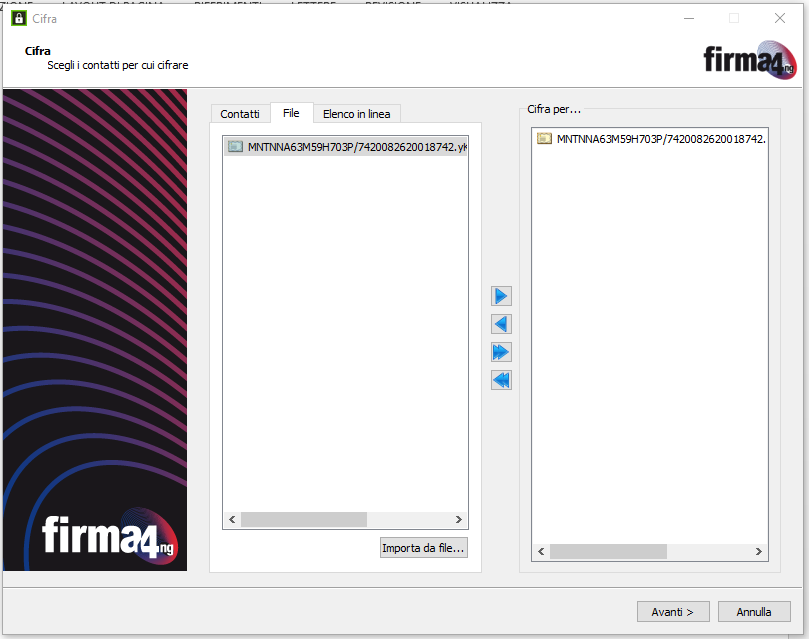 Cifra
Cifra
Scegli i contatti per cui cifrare
firma4ng
Contatti
File
Elenco in linea
Cifra per...
MNTNNA63M59H703P/7420082620018742.yK
MNTNNA63M59H703P/7420082620018742.
Importa da file...
firma4ng
Avanti >
Annulla